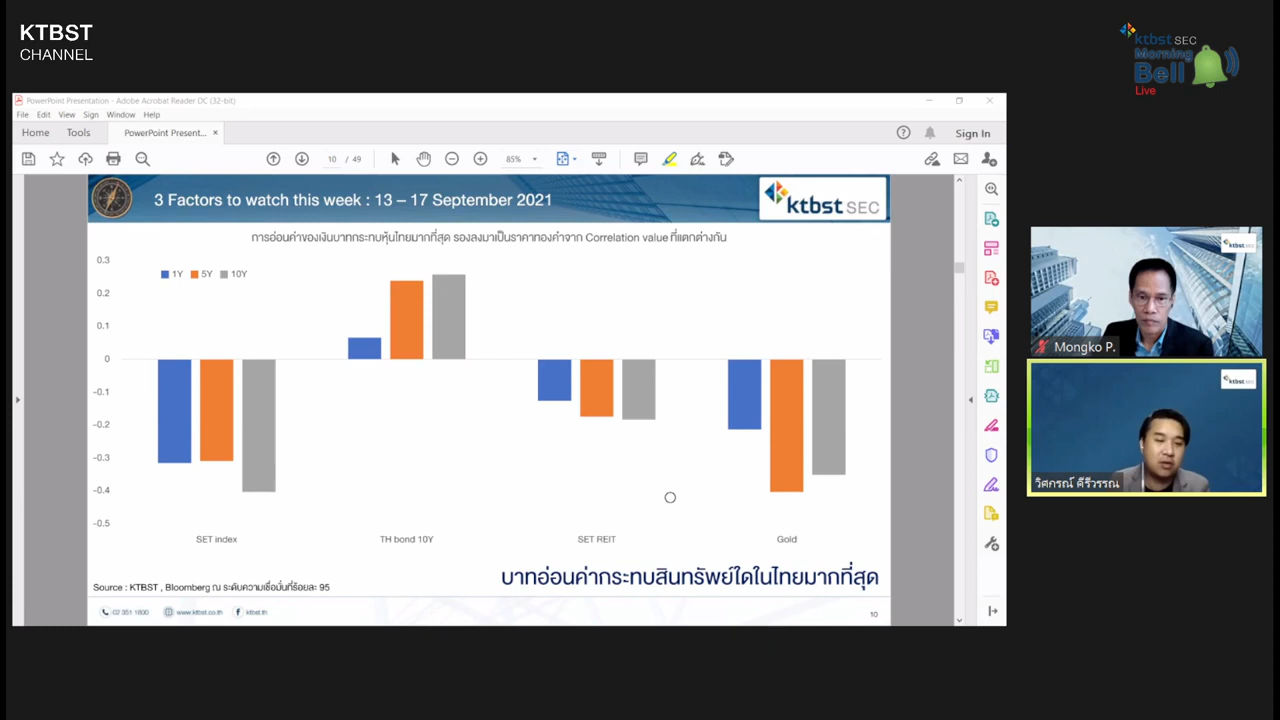 KTBST
CHANNEL
ktbst SEC
Morning
Bell
Live
PowerPoint Presentation - Adobe Acrobat Reader DC (32-bit)
File Edit View Sign Window Help
Home Tools PowerPoint Present... × Sign In
10 / 49 85%
3 Factors to watch this week : 13 – 17 September 2021
ktbst SEC
การอ่อนค่าของเงินบาทกระทบหุ้นไทยมากที่สุด รองลงมาเป็นราคาทองคำจาก Correlation value ที่แตกต่างกัน
1Y 5Y 10Y
0.3
0.2
0.1
0
-0.1
-0.2
-0.3
-0.4
-0.5
SET index TH bond 10Y SET REIT Gold
บาทอ่อนค่ากระทบสินทรัพย์ใดในไทยมากที่สุด
Source : KTBST , Bloomberg ณ ระดับความเชื่อมั่นที่ร้อยละ 95
02 351 1800 www.ktbst.co.th ktbst.th
10
ktbst SEC
Mongko P.
ktbst SEC
วิศกรณ์ คีรีวรรณ